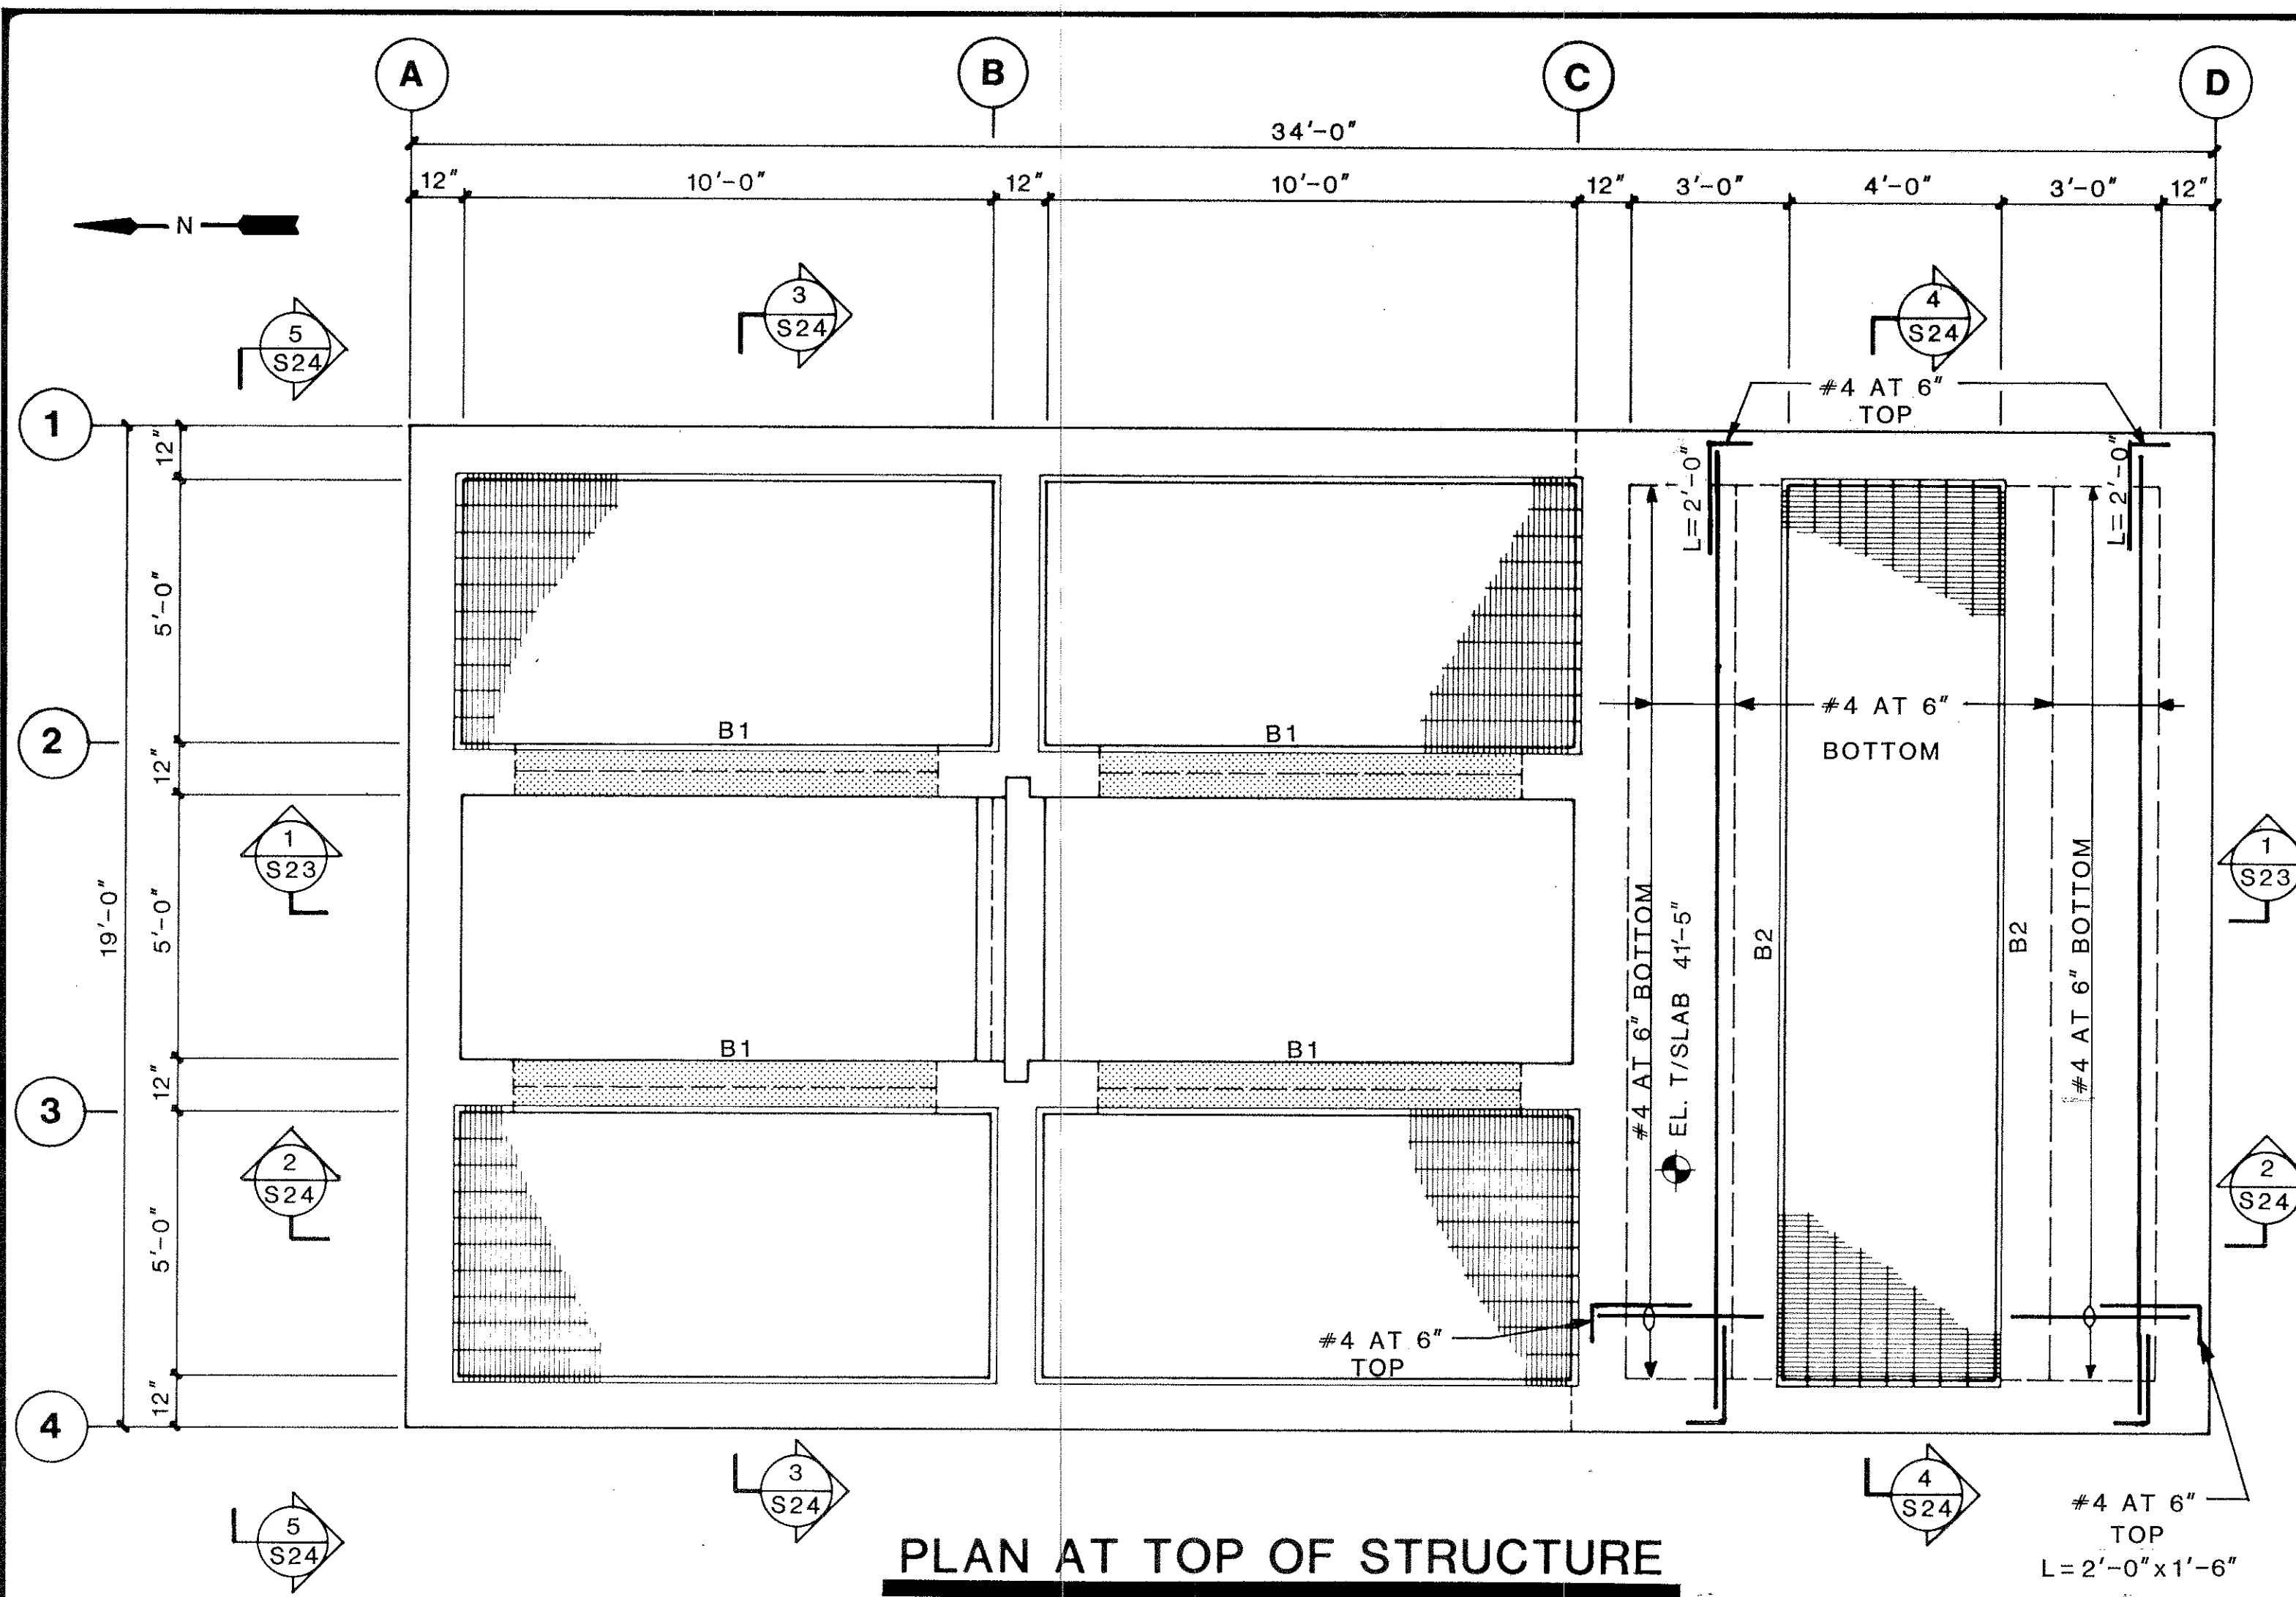 A
B
C
D
34'-0"
12"
10'-0"
12"
10'-0"
12"
3'-0"
4'-0"
3'-0"
12"
N
5
S24
3
S24
4
S24
#4 AT 6"
TOP
1
12"
L=2'-0"
L=2'-0"
5'-0"
#4 AT 6"
BOTTOM
2
B1
B1
12"
1
S23
1
S23
19'-0"
5'-0"
#4 AT 6" BOTTOM
EL. T/SLAB 41'-5"
B2
B2
#4 AT 6" BOTTOM
B1
B1
12"
3
2
S24
2
S24
5'-0"
#4 AT 6"
TOP
12"
4
3
S24
4
S24
5
S24
#4 AT 6"
TOP
L=2'-0"x1'-6"
PLAN AT TOP OF STRUCTURE